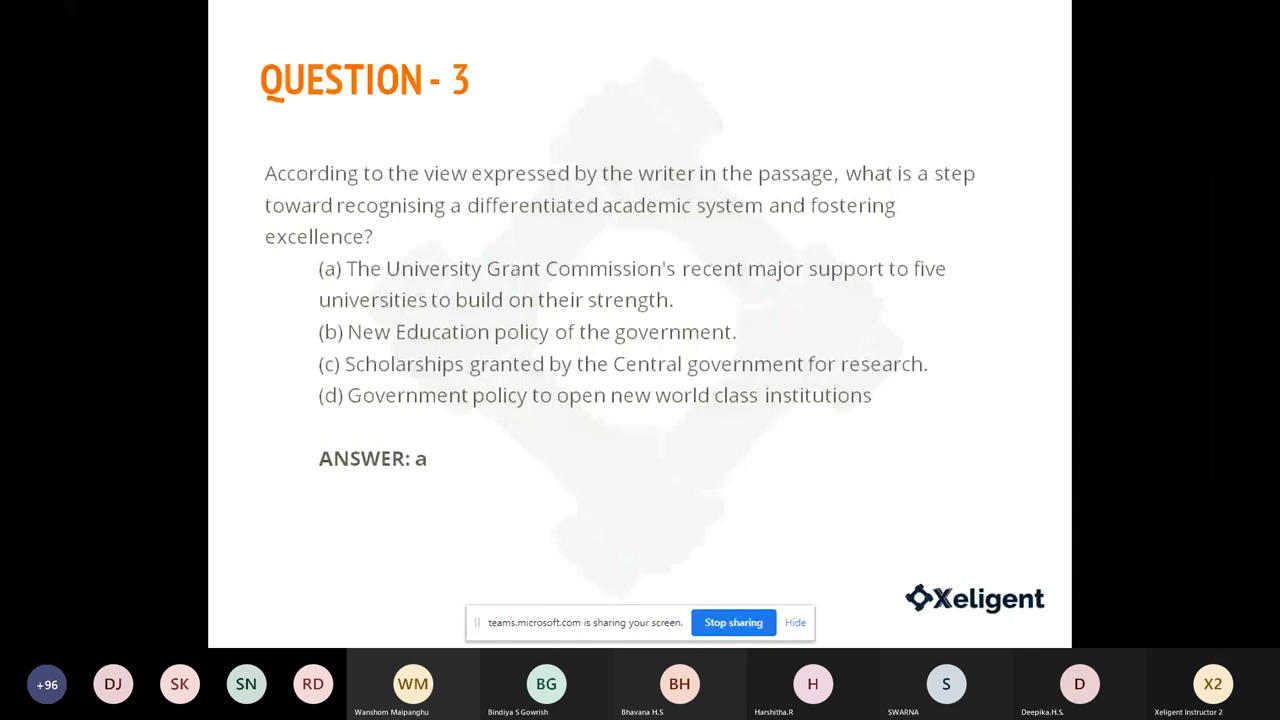 QUESTION - 3
According to the view expressed by the writer in the passage, what is a step
toward recognising a differentiated academic system and fostering
excellence?
(a) The University Grant Commission's recent major support to five
universities to build on their strength.
(b) New Education policy of the government.
(c) Scholarships granted by the Central government for research.
(d) Government policy to open new world class institutions
ANSWER: a
Xeligent
teams.microsoft.com is sharing your screen. Stop sharing Hide
+96 DJ SK SN RD WM BG BH H S D X2
Wanshom Maipanghu Bindiya S Gowrish Bhavana H.S Harshitha.R SWARNA Deepika.H.S. Xeligent Instructor 2